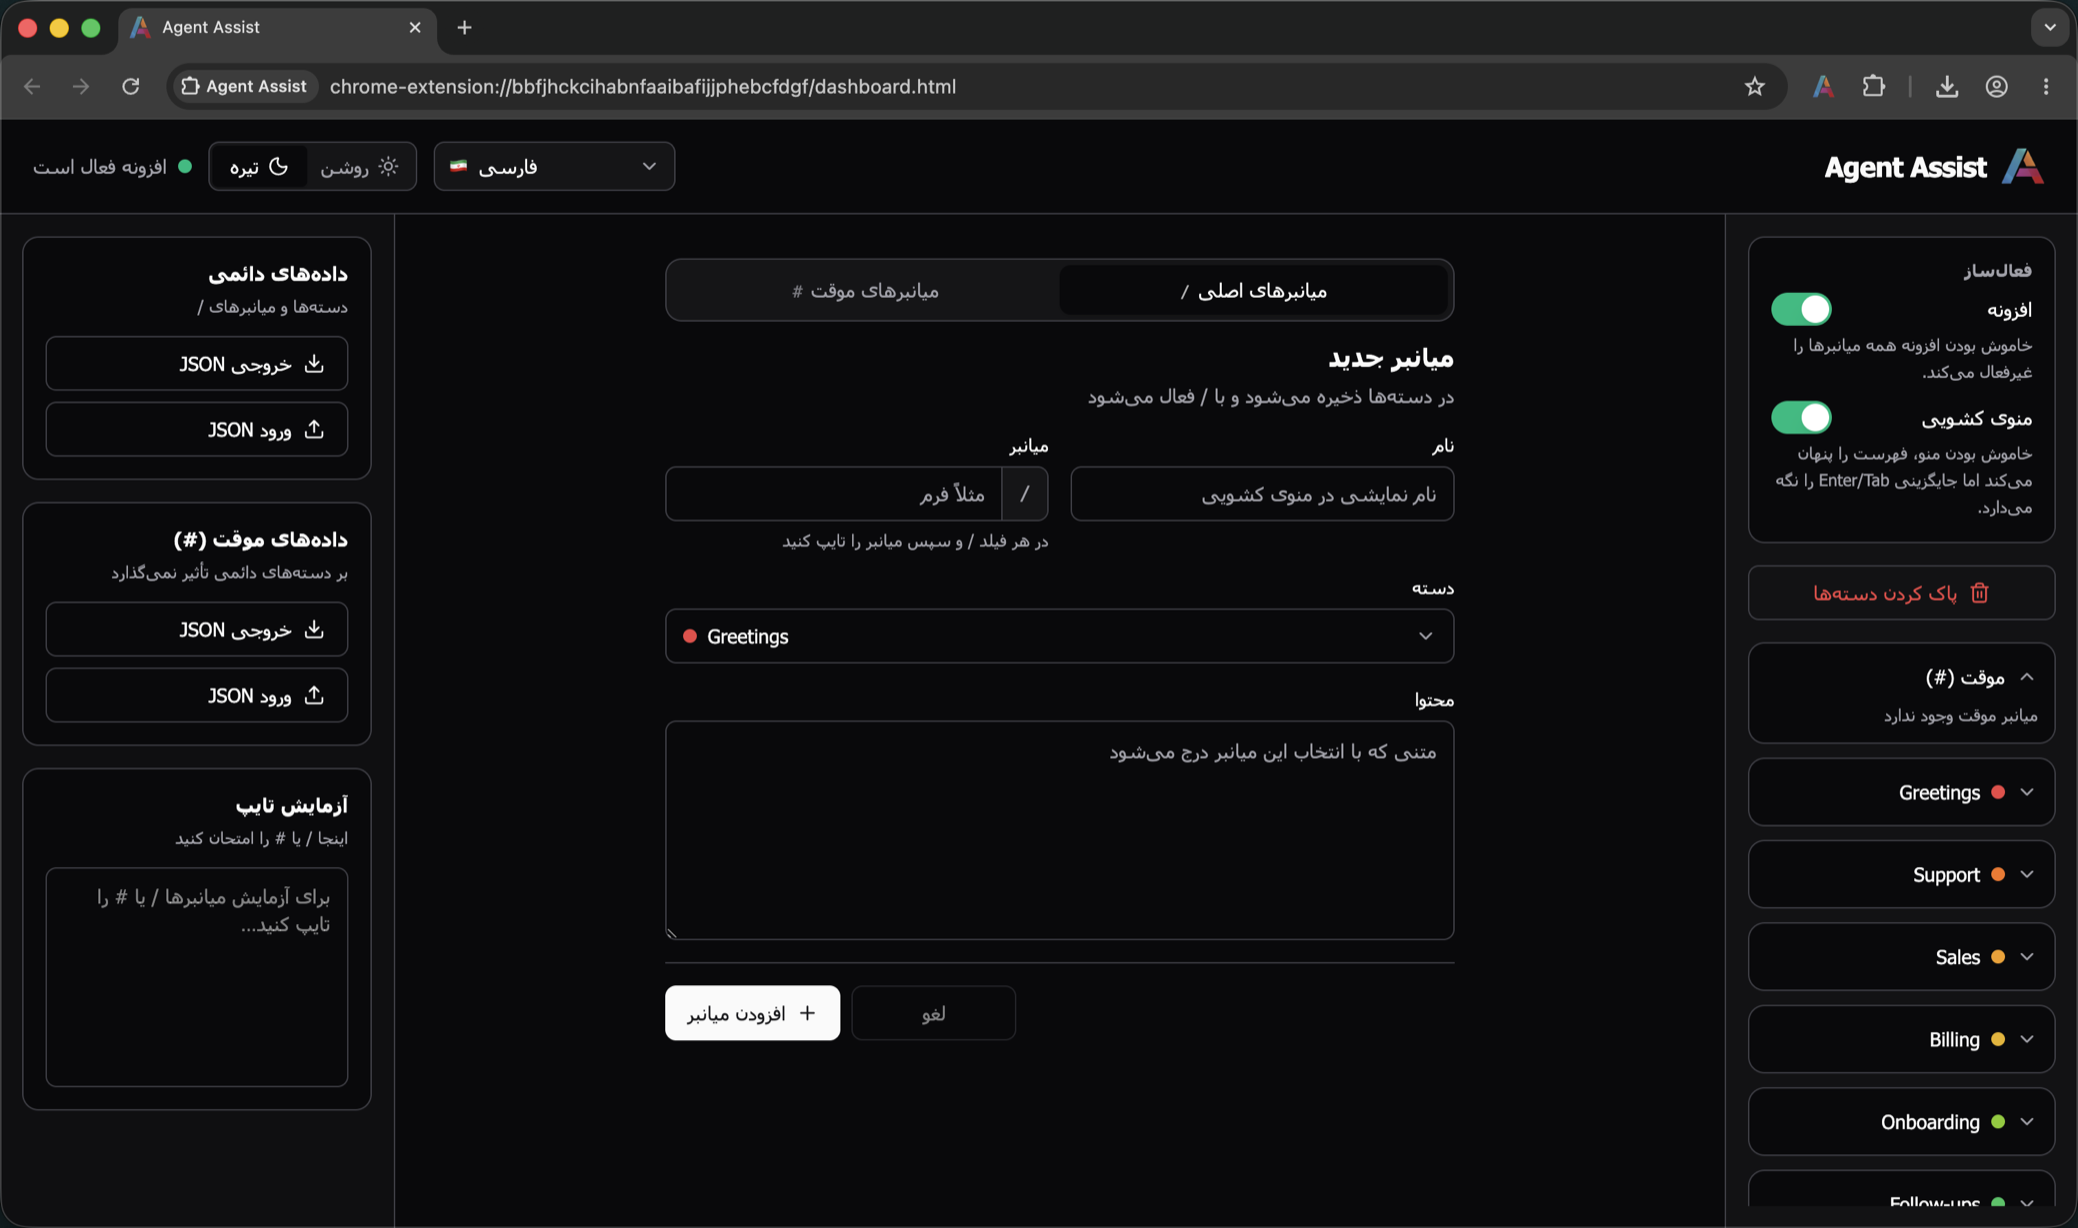 Agent Assist
Agent Assist
chrome-extension://bbfjhckcihabnfaaibafijjphebcfdgf/dashboard.html
Agent Assist
فارسی
روشن
تیره
افزونه فعال است
فعال‌ساز
افزونه
خاموش بودن افزونه همه میانبرها را
غیرفعال می‌کند.
منوی کشویی
خاموش بودن منو، فهرست را پنهان
می‌کند اما جایگزینی Enter/Tab را نگه
می‌دارد.
پاک کردن دسته‌ها
موقت (#)
میانبر موقت وجود ندارد
Greetings
Support
Sales
Billing
Onboarding
Follow-ups
میانبرهای اصلی /
میانبرهای موقت #
میانبر جدید
در دسته‌ها ذخیره می‌شود و با / فعال می‌شود
نام
نام نمایشی در منوی کشویی
میانبر
/
مثلاً فرم
در هر فیلد / و سپس میانبر را تایپ کنید
دسته
Greetings
محتوا
متنی که با انتخاب این میانبر درج می‌شود
لغو
افزودن میانبر
داده‌های دائمی
دسته‌ها و میانبرهای /
خروجی JSON
ورود JSON
داده‌های موقت (#)
بر دسته‌های دائمی تأثیر نمی‌گذارد
خروجی JSON
ورود JSON
آزمایش تایپ
اینجا / یا # را امتحان کنید
برای آزمایش میانبرها / یا # را
تایپ کنید...